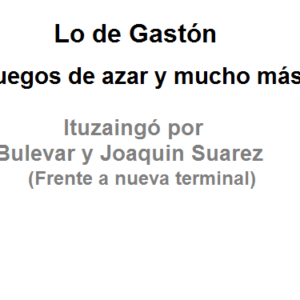 Lo de Gastón
uegos de azar y mucho más
Ituzaingó por
Bulevar y Joaquin Suarez
(Frente a nueva terminal)